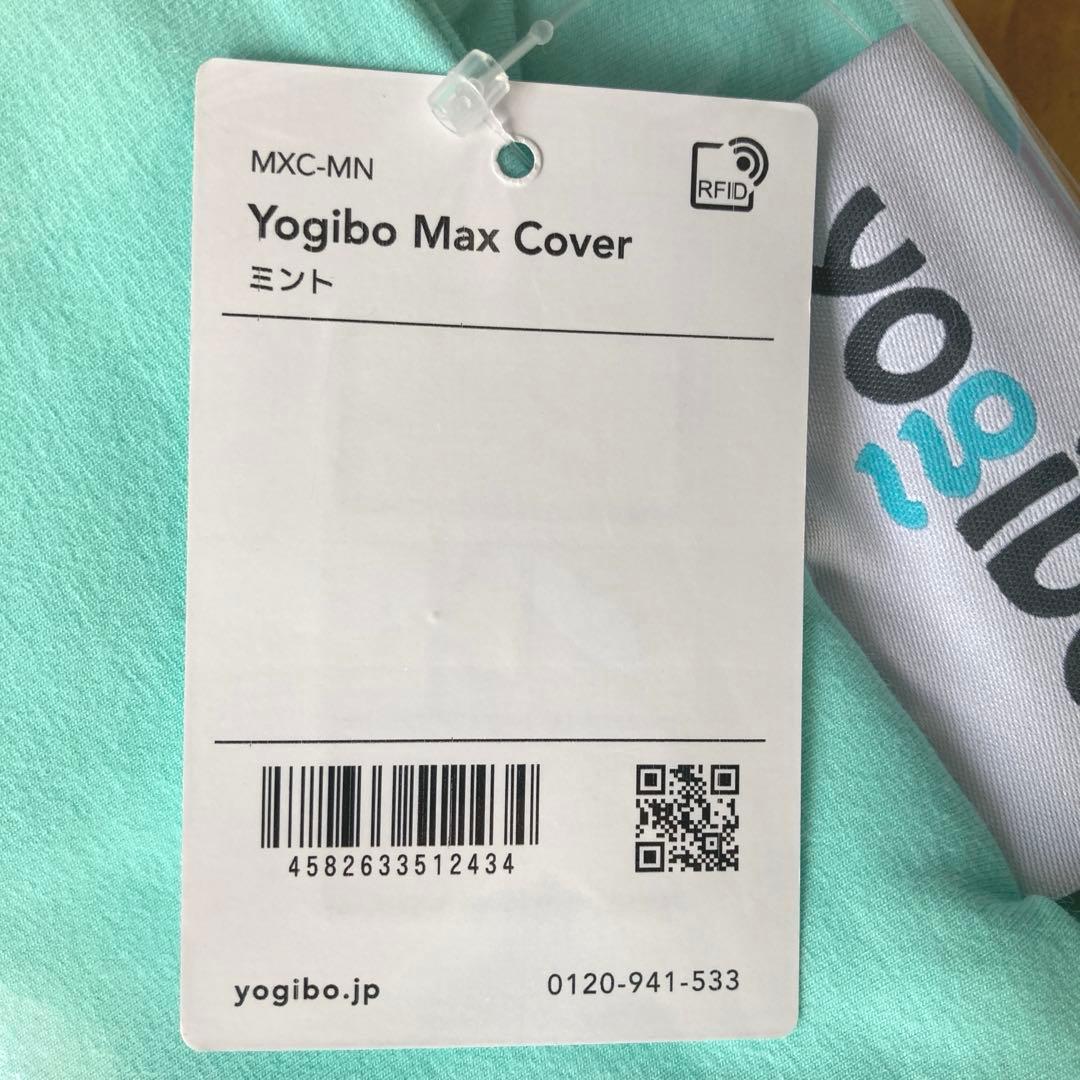 MXC-MN
RFID
Yogibo Max Cover
ミント
yogibo
4582633512434
yogibo.jp
0120-941-533